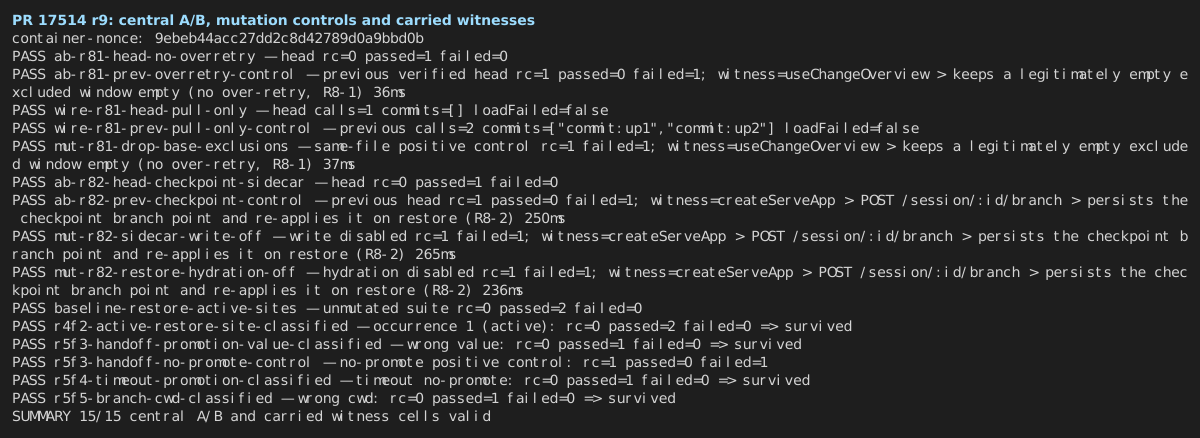 PR 17514 r9: central A/B, mutation controls and carried witnesses
container-nonce: 9ebeb44acc27dd2c8d42789d0a9bbd0b
PASS ab-r81-head-no-overretry — head rc=0 passed=1 failed=0
PASS ab-r81-prev-overretry-control — previous verified head rc=1 passed=0 failed=1; witness=useChangeOverview > keeps a legitimately empty e
xcluded window empty (no over-retry, R8-1) 36ms
PASS wire-r81-head-pull-only — head calls=1 commits=[] loadFailed=false
PASS wire-r81-prev-pull-only-control — previous calls=2 commits=["commit:up1","commit:up2"] loadFailed=false
PASS mut-r81-drop-base-exclusions — same-file positive control rc=1 failed=1; witness=useChangeOverview > keeps a legitimately empty exclude
d window empty (no over-retry, R8-1) 37ms
PASS ab-r82-head-checkpoint-sidecar — head rc=0 passed=1 failed=0
PASS ab-r82-prev-checkpoint-control — previous head rc=1 passed=0 failed=1; witness=createServeApp > POST /session/:id/branch > persists the
 checkpoint branch point and re-applies it on restore (R8-2) 250ms
PASS mut-r82-sidecar-write-off — write disabled rc=1 failed=1; witness=createServeApp > POST /session/:id/branch > persists the checkpoint b
ranch point and re-applies it on restore (R8-2) 265ms
PASS mut-r82-restore-hydration-off — hydration disabled rc=1 failed=1; witness=createServeApp > POST /session/:id/branch > persists the chec
kpoint branch point and re-applies it on restore (R8-2) 236ms
PASS baseline-restore-active-sites — unmutated suite rc=0 passed=2 failed=0
PASS r4f2-active-restore-site-classified — occurrence 1 (active): rc=0 passed=2 failed=0 => survived
PASS r5f3-handoff-promotion-value-classified — wrong value: rc=0 passed=1 failed=0 => survived
PASS r5f3-handoff-no-promote-control — no-promote positive control: rc=1 passed=0 failed=1
PASS r5f4-timeout-promotion-classified — timeout no-promote: rc=0 passed=1 failed=0 => survived
PASS r5f5-branch-cwd-classified — wrong cwd: rc=0 passed=1 failed=0 => survived
SUMMARY 15/15 central A/B and carried witness cells valid